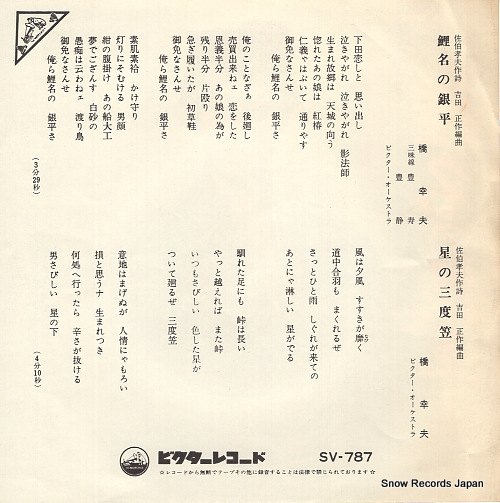 佐伯孝夫作詩 吉田 正作編曲
鯉名の銀平
橋 幸夫
三味線 豊 寿
豊 静
ビクター・オーケストラ
下田恋しと 思い出し
泣きやがれ 泣きやがれ 影法師
生まれ故郷は 天城の向う
惚れたあの娘は 紅椿
仁義ではぶいて 通りやす
御免なさんせ
俺ら鯉名の 銀平さ
俺のことなぎゃ 後廻し
売買出来ねェ 恋をした
恩義半分 あの娘の為が
残り半分 片段り
急ぎ履いたが 初草鞋
御免なさんせ
俺ら鯉名の 銀平さ
素肌素袷 かけ守り
灯りにそむける 男顔
紺の腹掛け あの船大工
夢でござんす 白砂の
愚痴は云わねェ 渡り鳥
御免なさんせ
俺ら鯉名の 銀平さ
(3分29秒)
佐伯孝夫作詩 吉田 正作編曲
星の三度笠
橋 幸夫
ビクター・オーケストラ
風は夕風 すすきが靡く
道中合羽も まくれるぜ
さっとひと雨 しぐれが来ての
あとにゃ淋しい 星がでる
馴れた足にも 峠は長い
やっと越えれば また峠
いつもさびしい 色した星が
ついて廻るぜ 三度笠
意地はまげぬが 人情にゃもろい
損と思うナ 生まれつき
何処へ行ったら 辛さが抜ける
男さびしい 星の下
(4分10秒)
ビクターレコード
SV-787
☆レコードから無断でテープその他に録音することは法律で禁じられております☆
Snow Records Japan